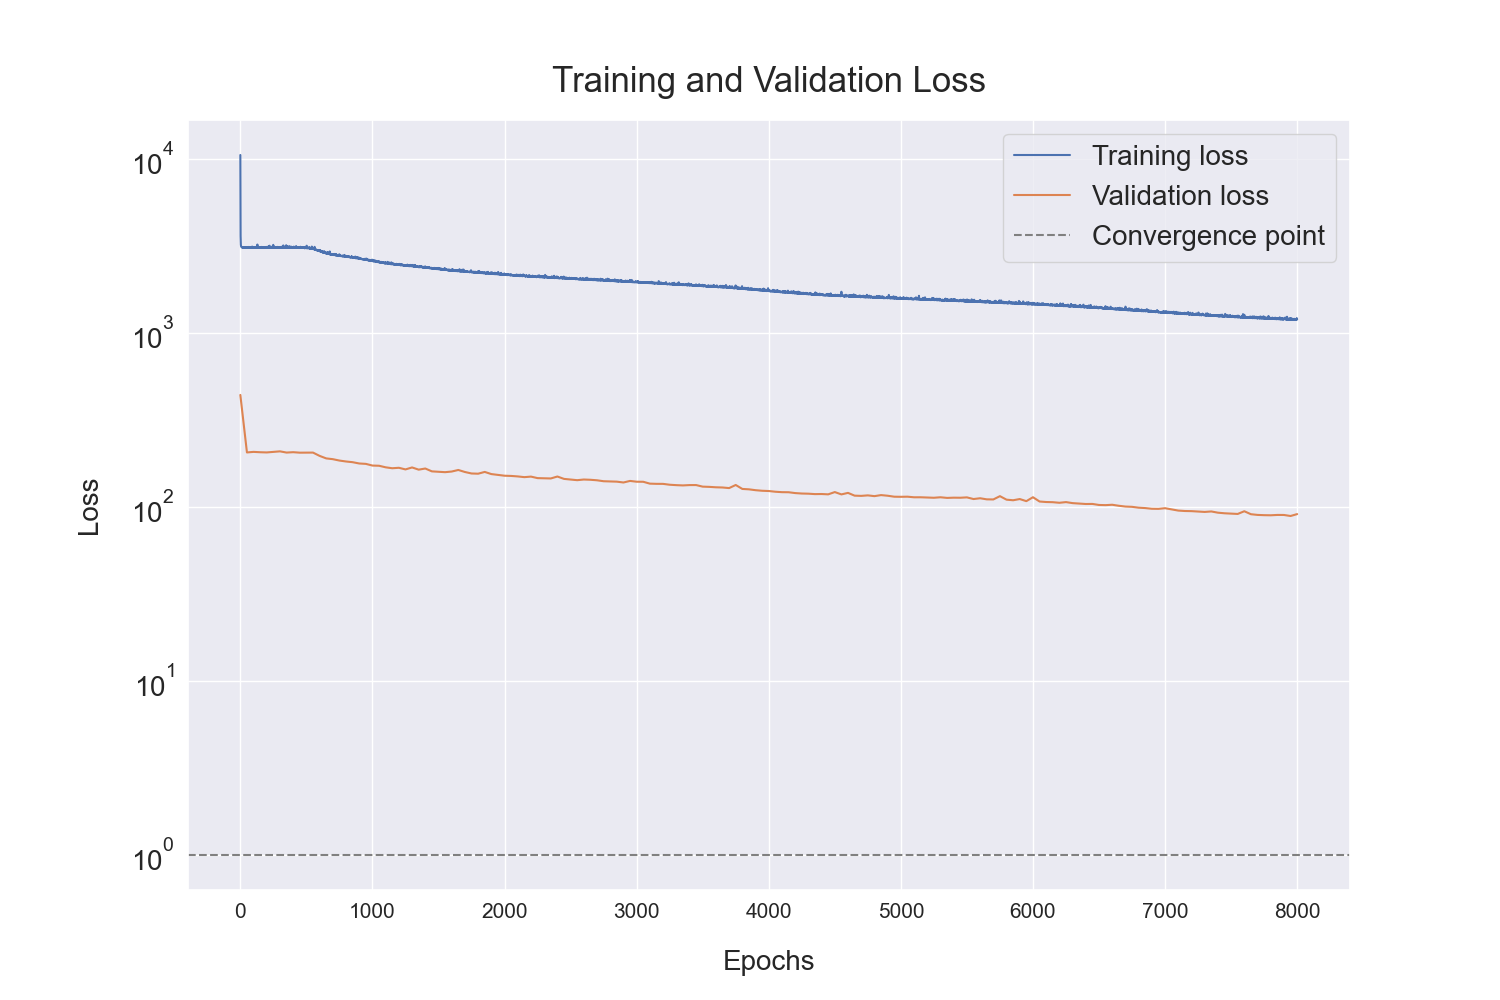 Training and Validation Loss
Training loss
Validation loss
Convergence point
10^4
10^3
10^2
10^1
10^0
Loss
0 1000 2000 3000 4000 5000 6000 7000 8000
Epochs